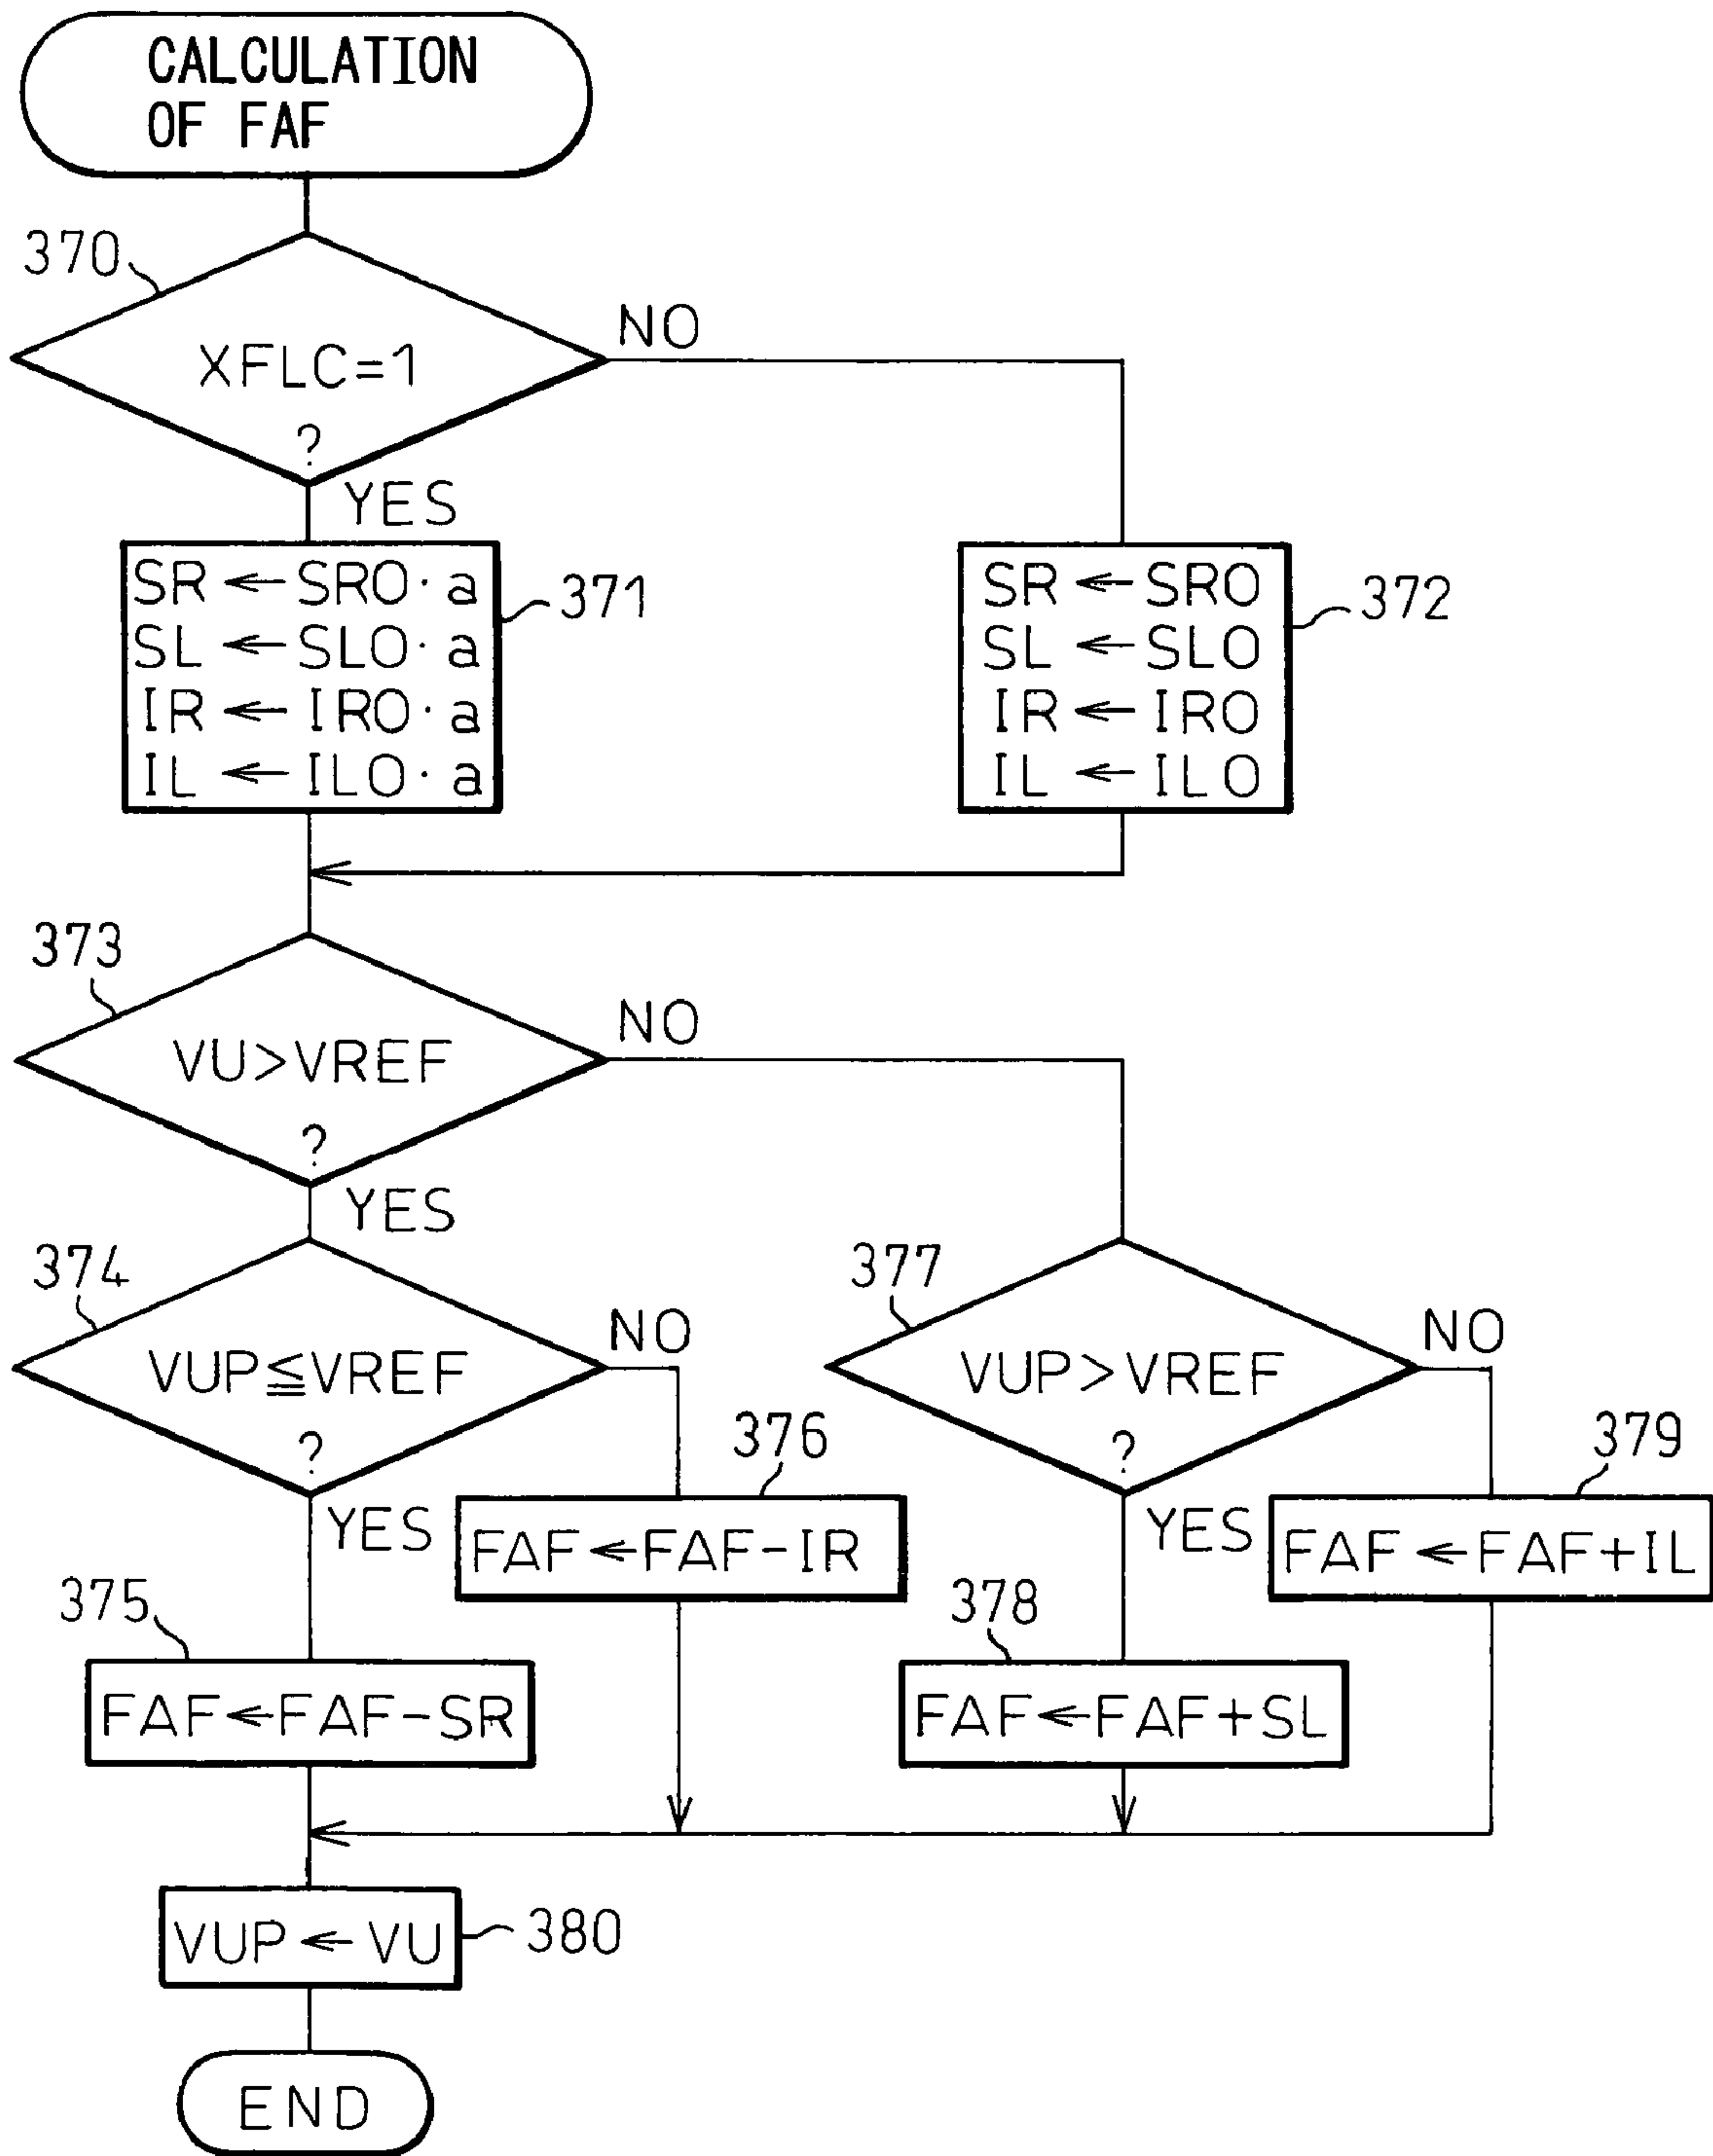 CALCULATION
OF FAF
370
XFLC=1
?
NO
YES
SR ← SRO・a
SL ← SLO・a
IR ← IRO・a
IL ← ILO・a
371
SR ← SRO
SL ← SLO
IR ← IRO
IL ← ILO
372
373
VU>VREF
?
NO
YES
374
VUP≦VREF
?
NO
YES
377
VUP>VREF
?
NO
YES
376
FAF←FAF-IR
379
FAF←FAF+IL
375
FAF←FAF-SR
378
FAF←FAF+SL
VUP ← VU
380
END